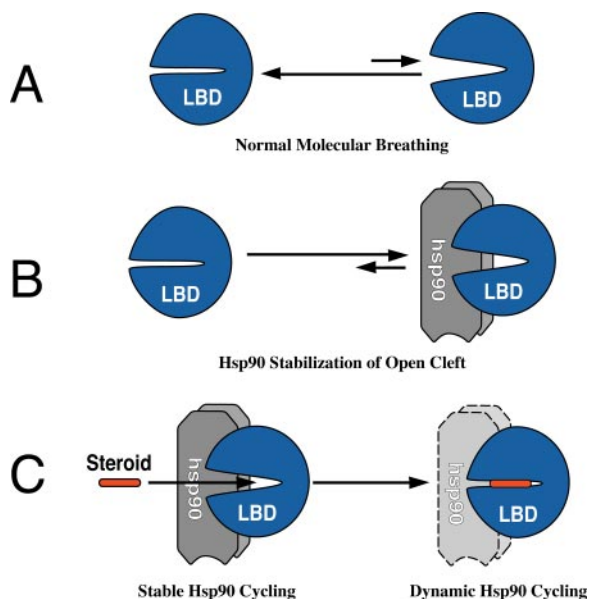 A
LBD
LBD
Normal Molecular Breathing
B
LBD
hsp90
LBD
Hsp90 Stabilization of Open Cleft
C
Steroid
hsp90
LBD
hsp90
LBD
Stable Hsp90 Cycling
Dynamic Hsp90 Cycling